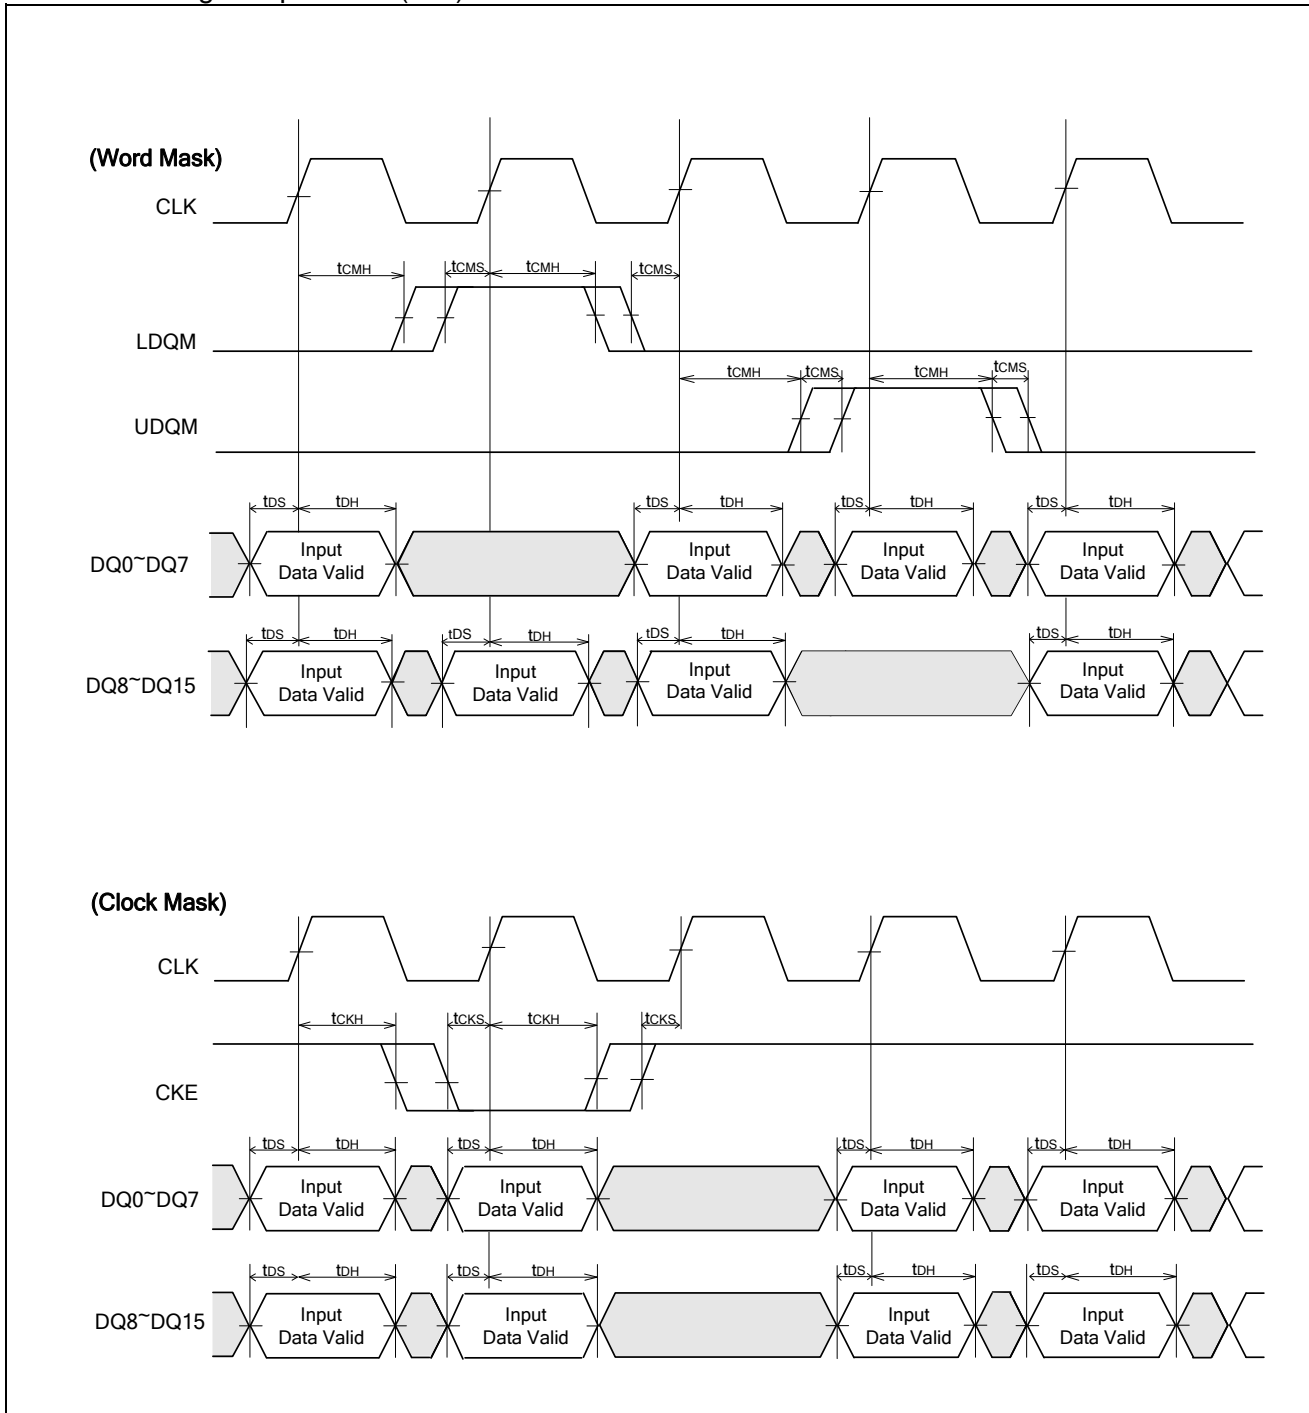 (Word Mask)
CLK
tCMH tCMS tCMH tCMS
LDQM
tCMH tCMS tCMH tCMS
UDQM
tDS tDH tDS tDH tDS tDH tDS tDH
DQ0~DQ7
Input Data Valid Input Data Valid Input Data Valid Input Data Valid
tDS tDH tDS tDH tDS tDH tDS tDH
DQ8~DQ15
Input Data Valid Input Data Valid Input Data Valid Input Data Valid
(Clock Mask)
CLK
tCKH tCKS tCKH tCKS
CKE
tDS tDH tDS tDH tDS tDH tDS tDH
DQ0~DQ7
Input Data Valid Input Data Valid Input Data Valid Input Data Valid
tDS tDH tDS tDH tDS tDH tDS tDH
DQ8~DQ15
Input Data Valid Input Data Valid Input Data Valid Input Data Valid